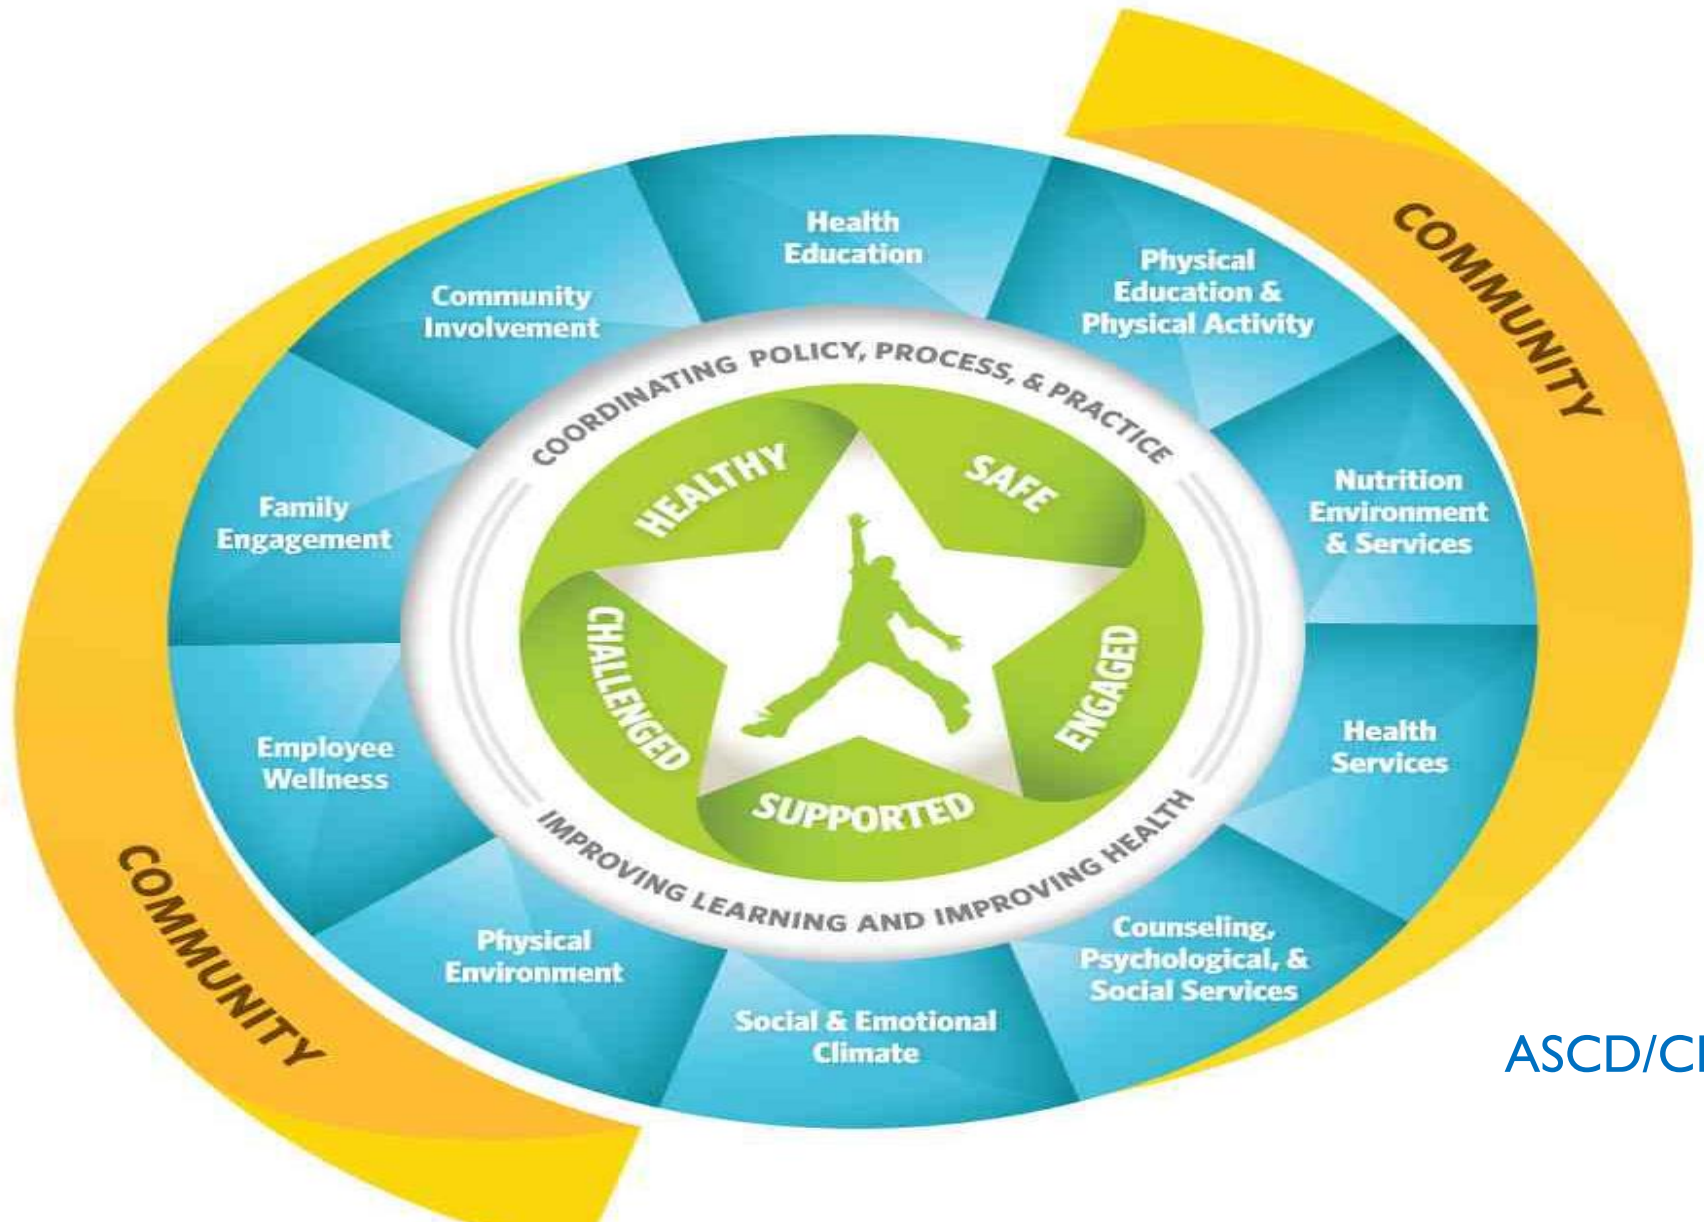 COMMUNITY
Health
Education
Physical
Education &
Physical Activity
Nutrition
Environment
& Services
Health
Services
Counseling,
Psychological, &
Social Services
Social & Emotional
Climate
Physical
Environment
Employee
Wellness
Family
Engagement
Community
Involvement
COORDINATING POLICY, PROCESS, & PRACTICE
IMPROVING LEARNING AND IMPROVING HEALTH
HEALTHY
SAFE
ENGAGED
SUPPORTED
CHALLENGED
COMMUNITY